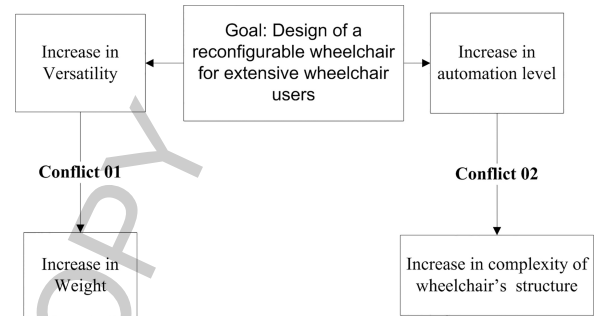 Goal: Design of a
reconfigurable wheelchair
for extensive wheelchair
users
Increase in
Versatility
Increase in
automation level
Conflict 01
Conflict 02
Increase in
Weight
Increase in complexity of
wheelchair's structure
OPY